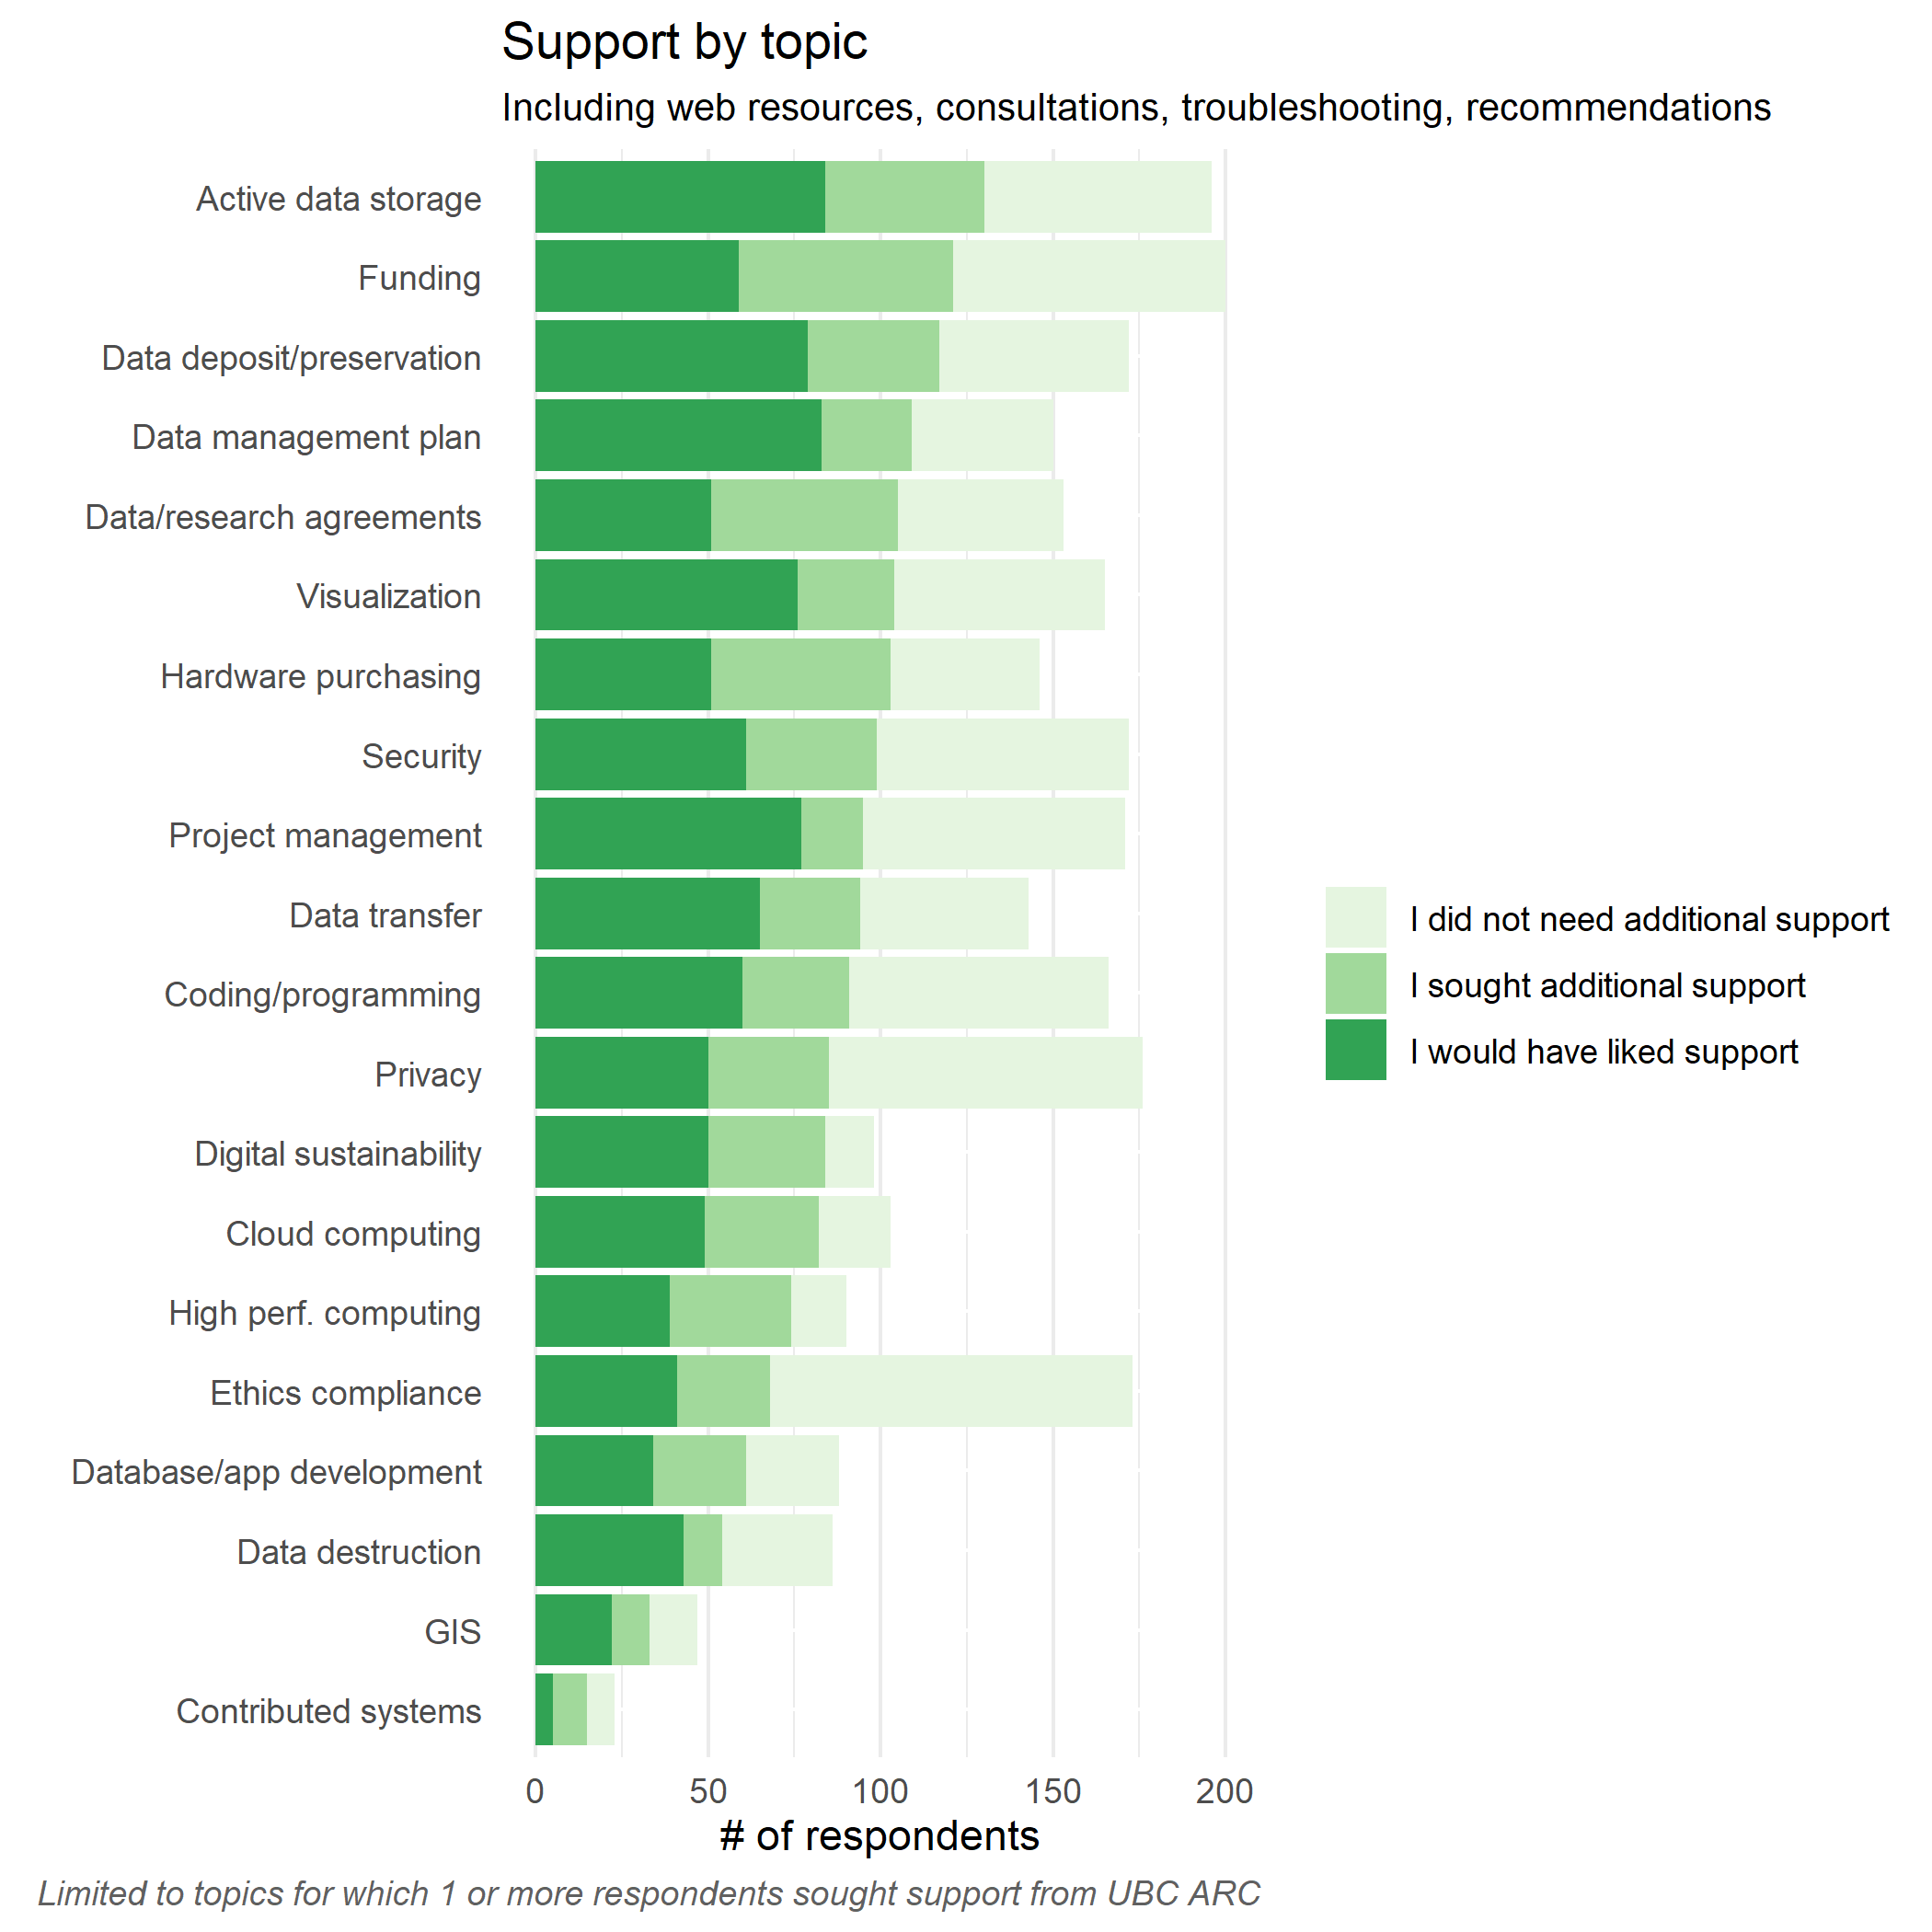 Support by topic
Including web resources, consultations, troubleshooting, recommendations
Active data storage
Funding
Data deposit/preservation
Data management plan
Data/research agreements
Visualization
Hardware purchasing
Security
Project management
Data transfer
Coding/programming
Privacy
Digital sustainability
Cloud computing
High perf. computing
Ethics compliance
Database/app development
Data destruction
GIS
Contributed systems
0 50 100 150 200
# of respondents
I did not need additional support
I sought additional support
I would have liked support
Limited to topics for which 1 or more respondents sought support from UBC ARC